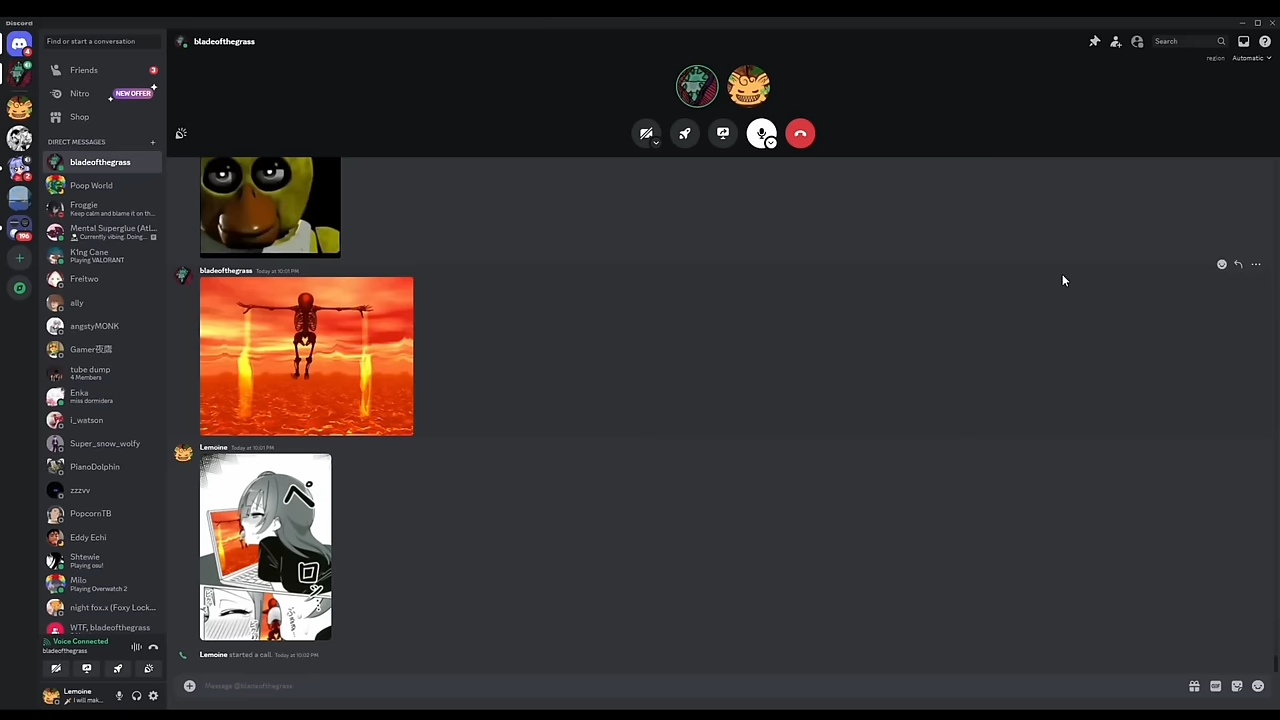 Discord
Find or start a conversation
bladeofthegrass
Search
region
Automatic
4
Friends
3
Nitro
NEW OFFER
Shop
DIRECT MESSAGES
bladeofthegrass
Poop World
Froggie
Keep calm and blame it on th...
2
Mental Superglue (Atl...
Currently vibing. Doing...
196
K1ng Cane
Playing VALORANT
Freitwo
ally
angstyMONK
tube dump
4 Members
Enka
miss dormidera
i_watson
Super_snow_wolfy
PianoDolphin
zzzvv
PopcornTB
Eddy Echi
Shtewie
Playing osu!
Milo
Playing Overwatch 2
night fox.x (Foxy Lock...
WTF, bladeofthegrass
Voice Connected
bladeofthegrass
Lemoine
I will mak...
bladeofthegrass Today at 10:01 PM
Lemoine Today at 10:01 PM
Lemoine started a call. Today at 10:02 PM
Message @bladeofthegrass
GIF